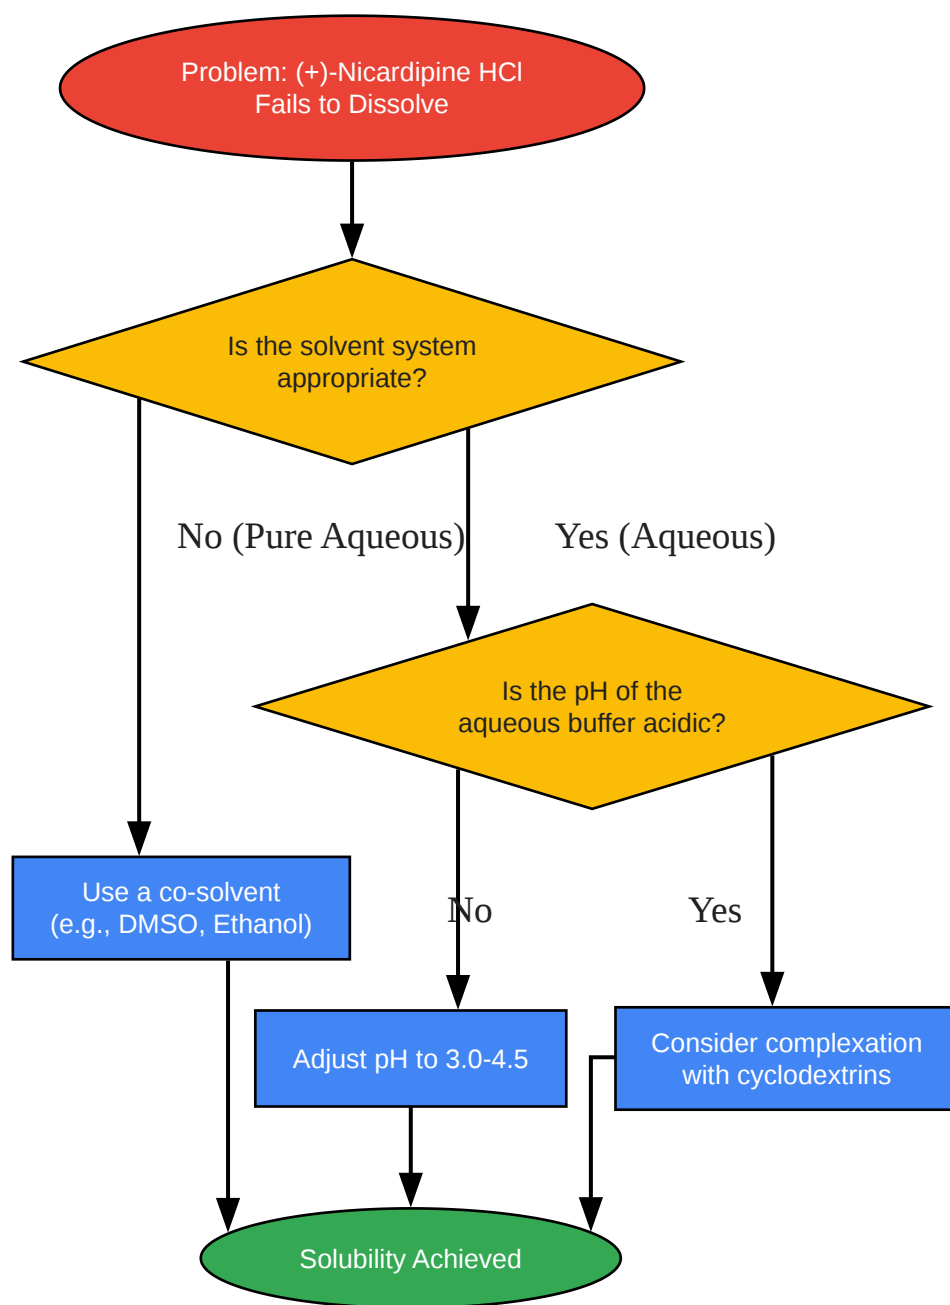 Problem: (+)-Nicardipine HCl
Fails to Dissolve
Is the solvent system
appropriate?
No (Pure Aqueous)
Yes (Aqueous)
Is the pH of the
aqueous buffer acidic?
Use a co-solvent
(e.g., DMSO, Ethanol)
No
Yes
Adjust pH to 3.0-4.5
Consider complexation
with cyclodextrins
Solubility Achieved